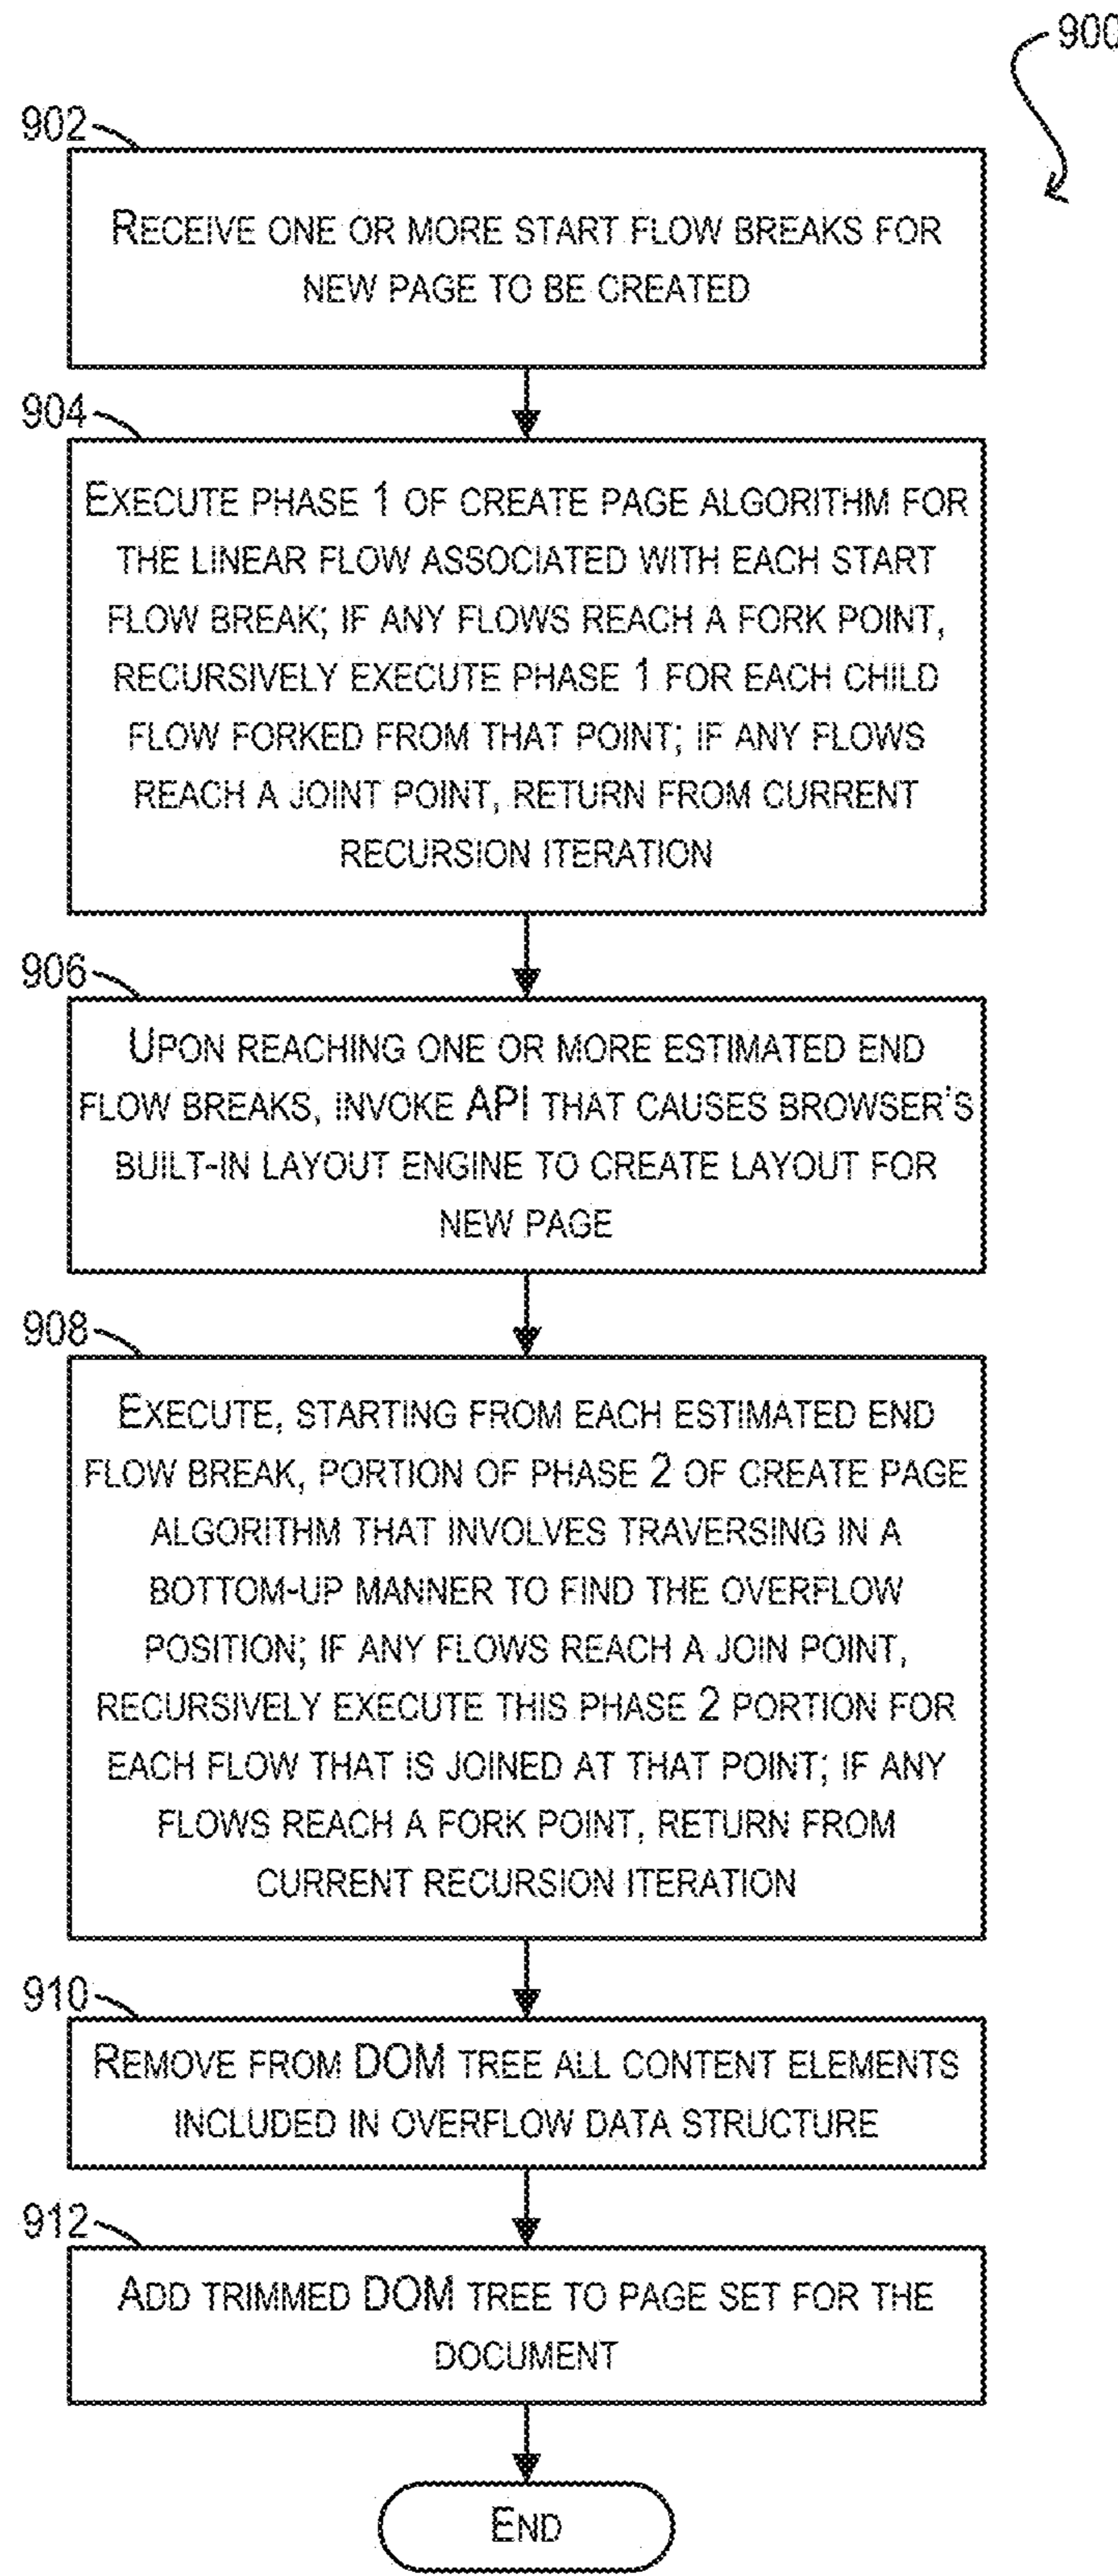 900
902
RECEIVE ONE OR MORE START FLOW BREAKS FOR
NEW PAGE TO BE CREATED
904
EXECUTE PHASE 1 OF CREATE PAGE ALGORITHM FOR
THE LINEAR FLOW ASSOCIATED WITH EACH START
FLOW BREAK; IF ANY FLOWS REACH A FORK POINT,
RECURSIVELY EXECUTE PHASE 1 FOR EACH CHILD
FLOW FORKED FROM THAT POINT; IF ANY FLOWS
REACH A JOINT POINT, RETURN FROM CURRENT
RECURSION ITERATION
906
UPON REACHING ONE OR MORE ESTIMATED END
FLOW BREAKS, INVOKE API THAT CAUSES BROWSER'S
BUILT-IN LAYOUT ENGINE TO CREATE LAYOUT FOR
NEW PAGE
908
EXECUTE, STARTING FROM EACH ESTIMATED END
FLOW BREAK, PORTION OF PHASE 2 OF CREATE PAGE
ALGORITHM THAT INVOLVES TRAVERSING IN A
BOTTOM-UP MANNER TO FIND THE OVERFLOW
POSITION; IF ANY FLOWS REACH A JOIN POINT,
RECURSIVELY EXECUTE THIS PHASE 2 PORTION FOR
EACH FLOW THAT IS JOINED AT THAT POINT; IF ANY
FLOWS REACH A FORK POINT, RETURN FROM
CURRENT RECURSION ITERATION
910
REMOVE FROM DOM TREE ALL CONTENT ELEMENTS
INCLUDED IN OVERFLOW DATA STRUCTURE
912
ADD TRIMMED DOM TREE TO PAGE SET FOR THE
DOCUMENT
END